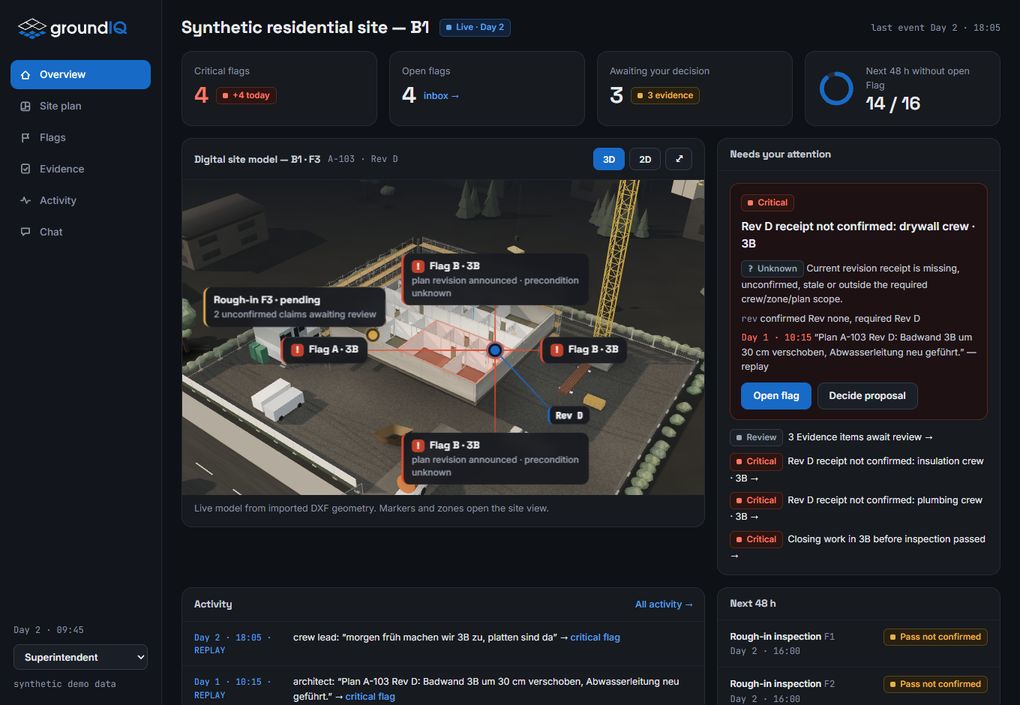 groundIQ
Overview
Site plan
Flags
Evidence
Activity
Chat
Day 2 · 09:45
Superintendent
synthetic demo data
Synthetic residential site — B1
Live · Day 2
last event Day 2 · 18:05
Critical flags
4 +4 today
Open flags
4 inbox →
Awaiting your decision
3 3 evidence
Next 48 h without open
Flag
14 / 16
Digital site model — B1 · F3 A-103 · Rev D
3D 2D
Flag B · 3B
plan revision announced · precondition
unknown
Rough-in F3 · pending
2 unconfirmed claims awaiting review
Flag A · 3B
Flag B · 3B
Rev D
Flag B · 3B
plan revision announced · precondition
unknown
Live model from imported DXF geometry. Markers and zones open the site view.
Needs your attention
Critical
Rev D receipt not confirmed: drywall crew ·
3B
? Unknown Current revision receipt is missing,
unconfirmed, stale or outside the required
crew/zone/plan scope.
rev confirmed Rev none, required Rev D
Day 1 · 10:15 “Plan A-103 Rev D: Badwand 3B um
30 cm verschoben, Abwasserleitung neu geführt.” —
replay
Open flag Decide proposal
Review 3 Evidence items await review →
Critical Rev D receipt not confirmed: insulation crew
· 3B →
Critical Rev D receipt not confirmed: plumbing crew
· 3B →
Critical Closing work in 3B before inspection passed
→
Activity All activity →
Day 2 · 18:05 ·
REPLAY
crew lead: “morgen früh machen wir 3B zu, platten sind da” → critical flag
Day 1 · 10:15 ·
REPLAY
architect: “Plan A-103 Rev D: Badwand 3B um 30 cm verschoben, Abwasserleitung neu
geführt.” → critical flag
Next 48 h
Rough-in inspection F1 Pass not confirmed
Day 2 · 16:00
Rough-in inspection F2 Pass not confirmed
Day 2 · 16:00